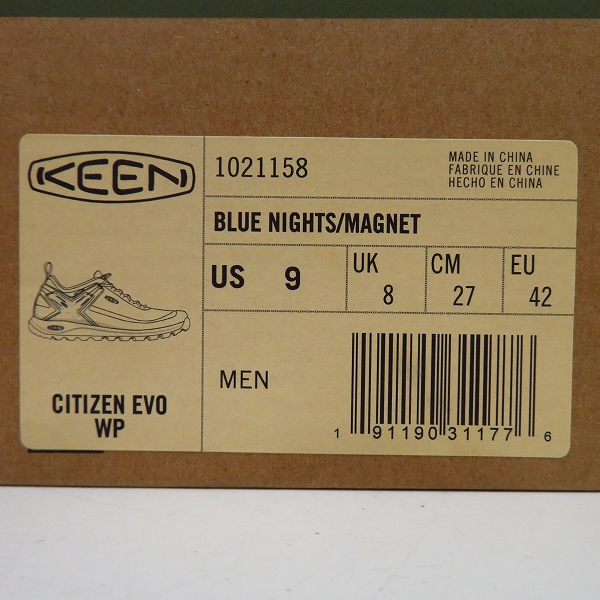 KEEN
1021158
MADE IN CHINA
FABRIQUE EN CHINE
HECHO EN CHINA
BLUE NIGHTS/MAGNET
US 9
UK 8
CM 27
EU 42
KEEN
CITIZEN EVO
WP
MEN
1 91190 31177 6